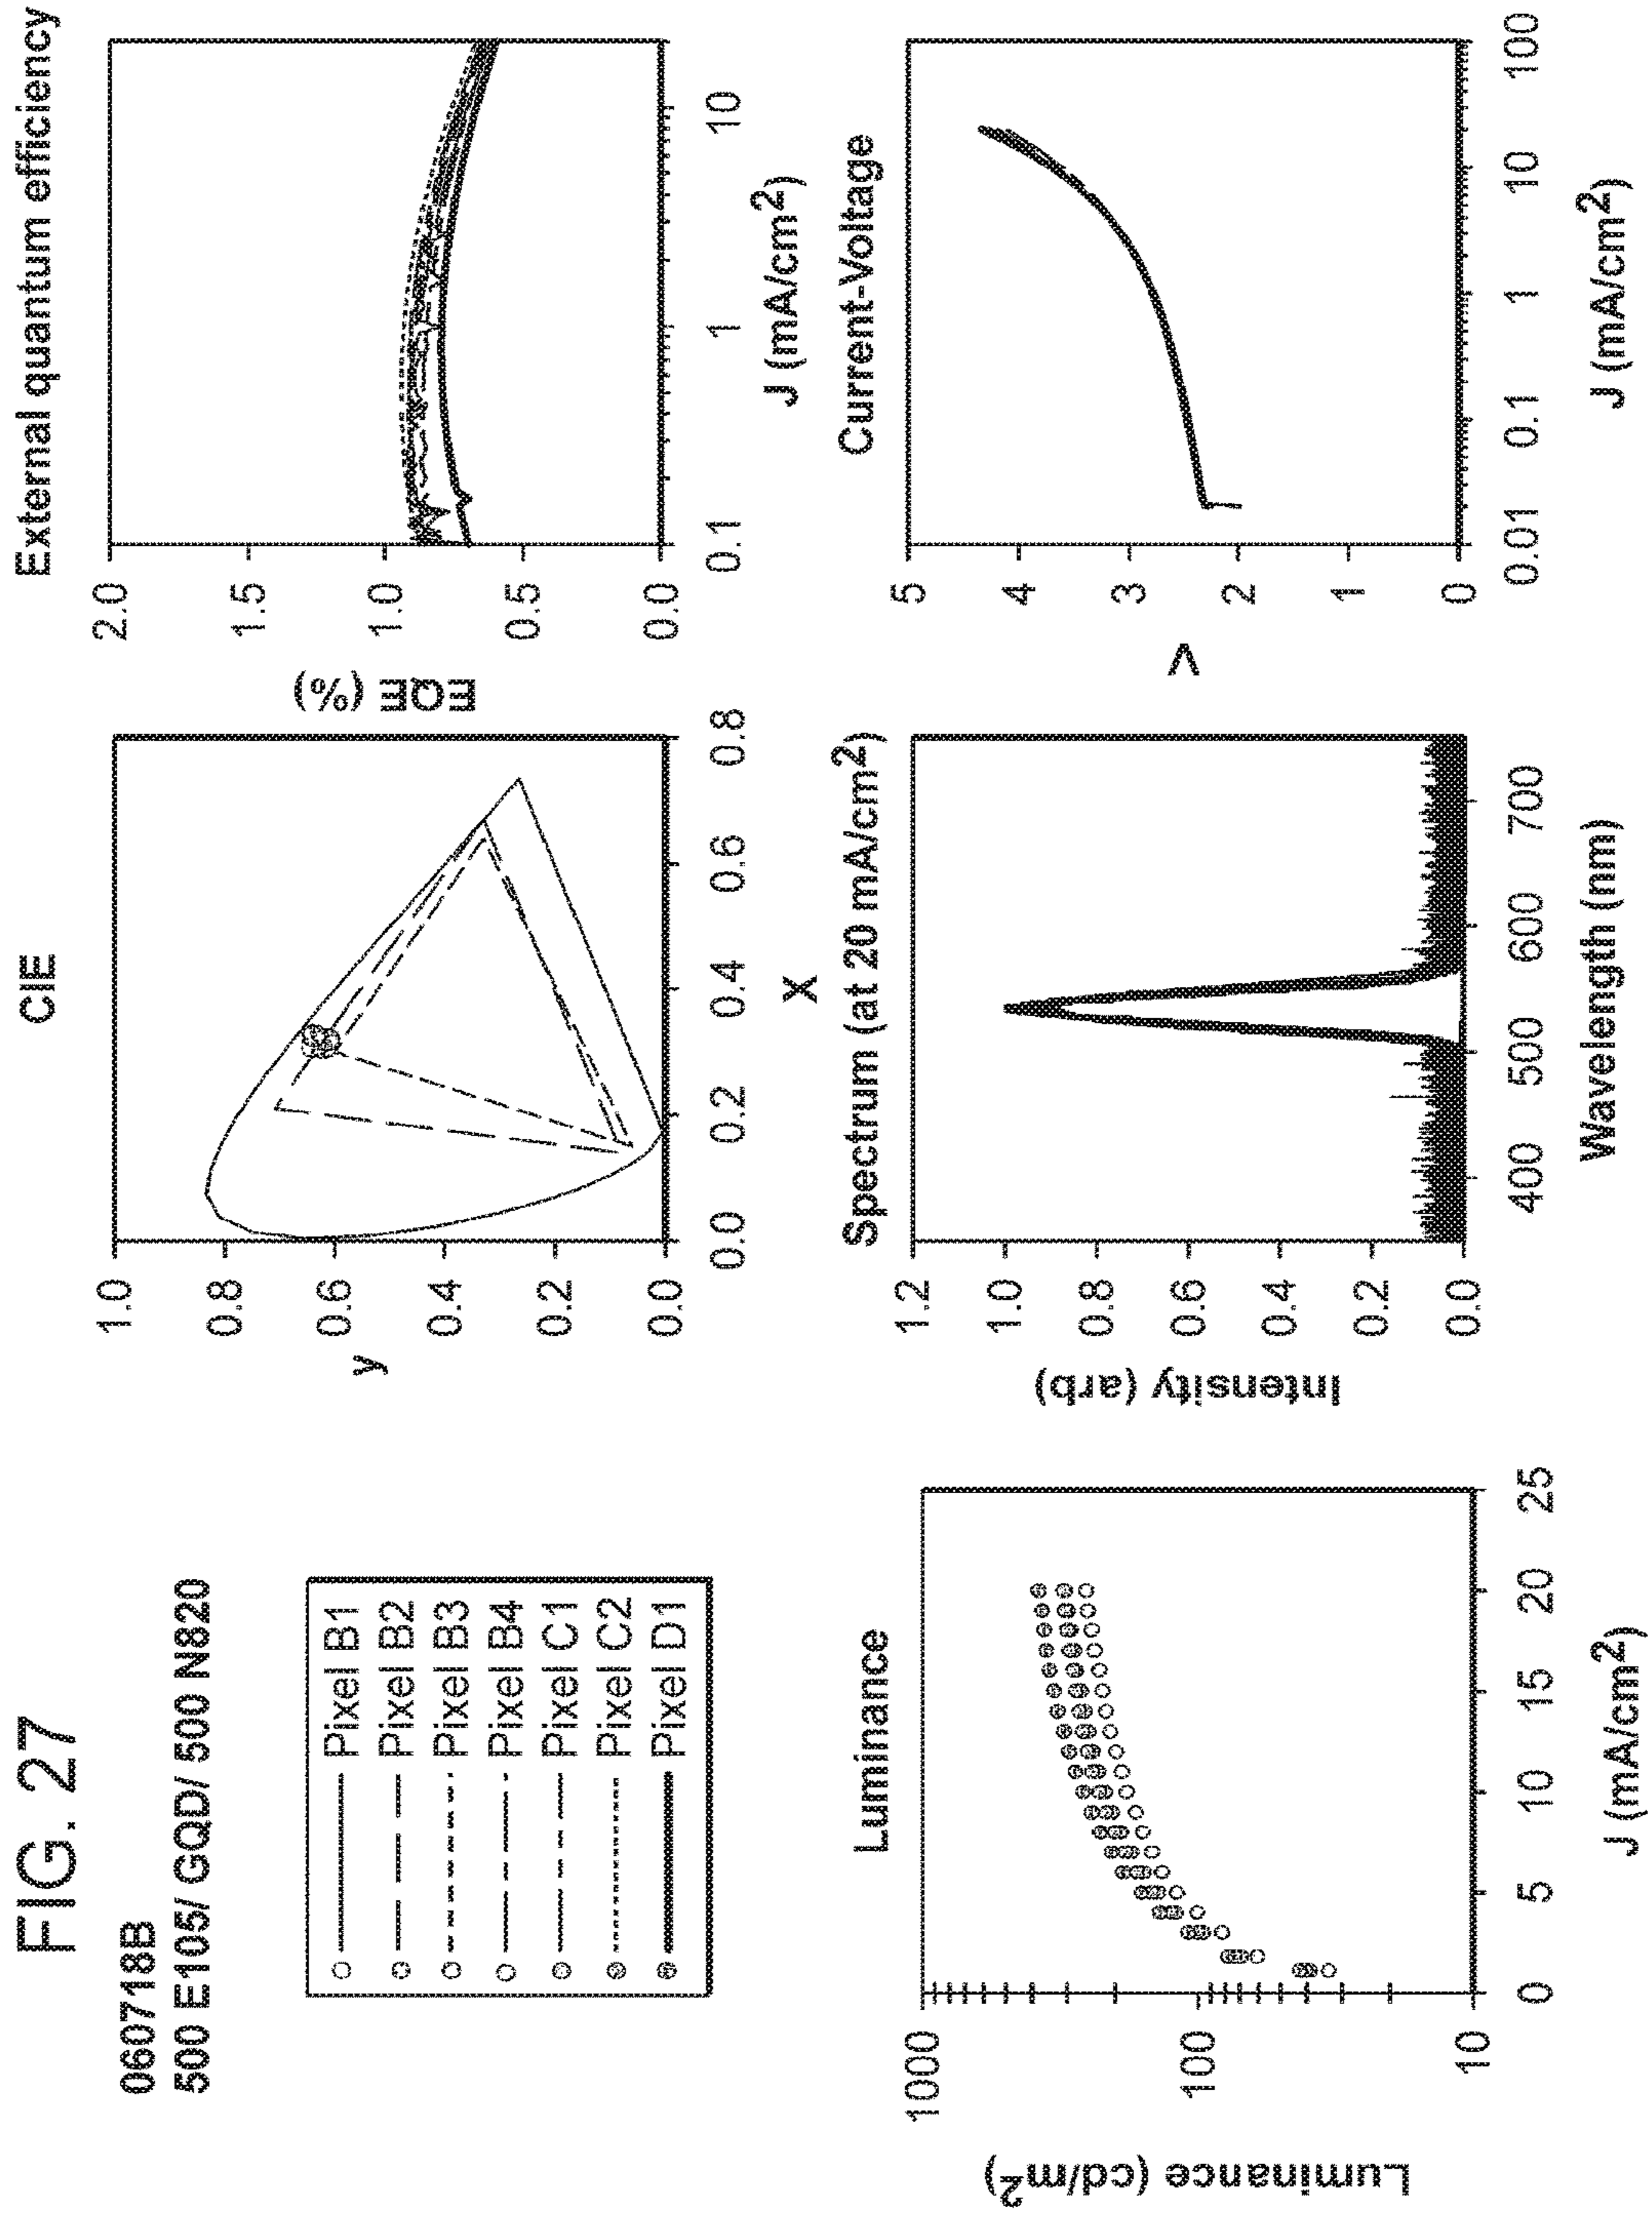 FIG. 27
060718B
500 E105/ GQD/ 500 N820
Pixel B1
Pixel B2
Pixel B3
Pixel B4
Pixel C1
Pixel C2
Pixel D1
CIE
y
1.0
0.8
0.6
0.4
0.2
0.0
0.0 0.2 0.4 0.6 0.8
X
External quantum efficiency
EQE (%)
2.0
1.5
1.0
0.5
0.0
0.1 1 10
J (mA/cm²)
Luminance
Luminance (cd/m²)
1000
100
10
0 5 10 15 20 25
J (mA/cm²)
Spectrum (at 20 mA/cm²)
Intensity (arb)
1.2
1.0
0.8
0.6
0.4
0.2
0.0
400 500 600 700
Wavelength (nm)
Current-Voltage
V
5
4
3
2
1
0
0.01 0.1 1 10 100
J (mA/cm²)